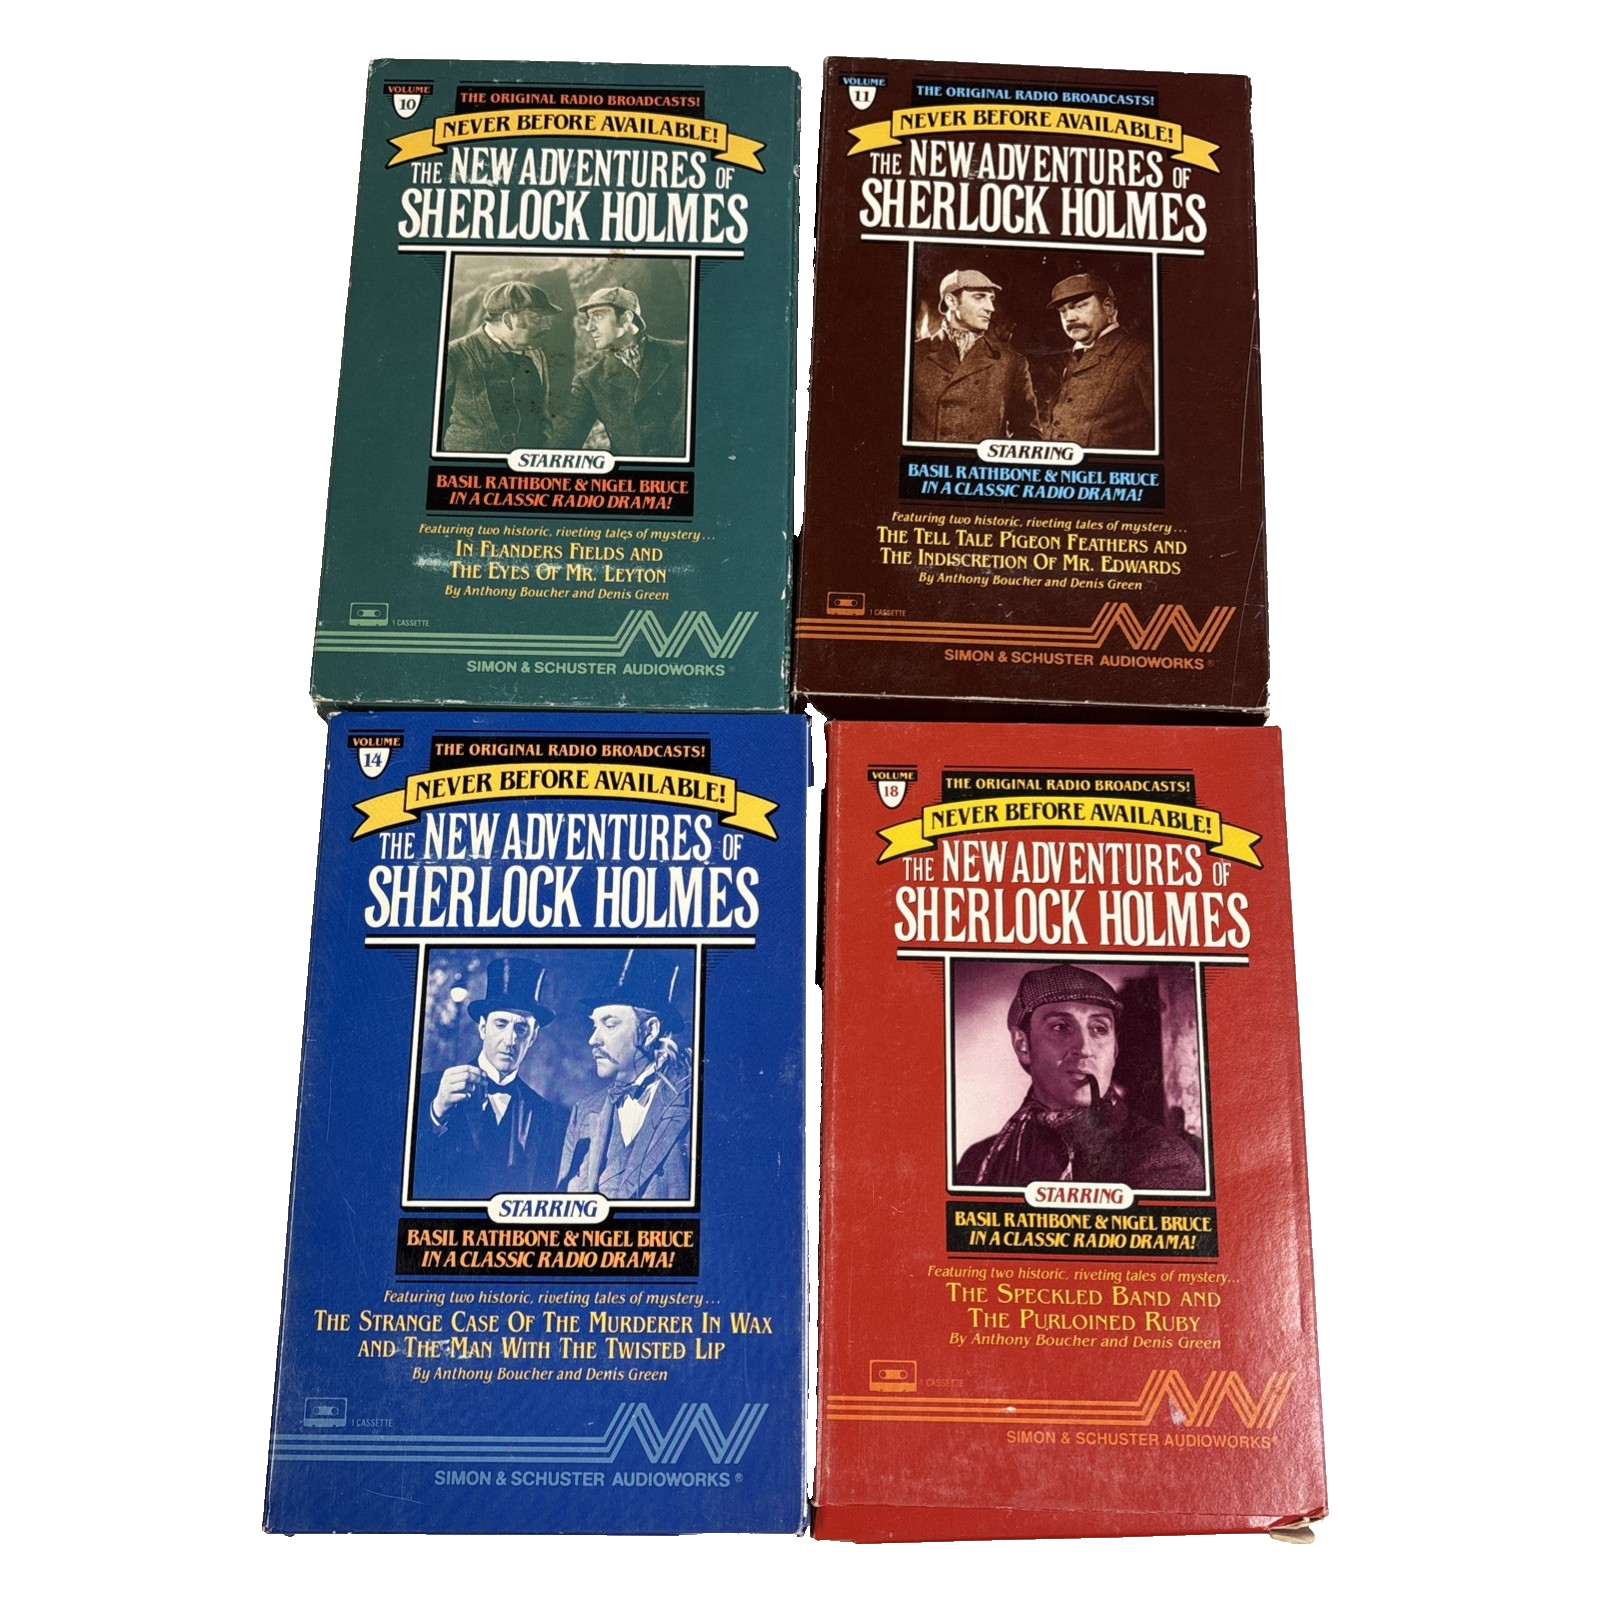 VOLUME
10
THE ORIGINAL RADIO BROADCASTS!
NEVER BEFORE AVAILABLE!
THE NEW ADVENTURES OF
SHERLOCK HOLMES
STARRING
BASIL RATHBONE & NIGEL BRUCE
IN A CLASSIC RADIO DRAMA!
Featuring two historic, riveting tales of mystery...
IN FLANDERS FIELDS AND
THE EYES OF MR. LEYTON
By Anthony Boucher and Denis Green
1 CASSETTE
SIMON & SCHUSTER AUDIOWORKS®
VOLUME
11
THE ORIGINAL RADIO BROADCASTS!
NEVER BEFORE AVAILABLE!
THE NEW ADVENTURES OF
SHERLOCK HOLMES
STARRING
BASIL RATHBONE & NIGEL BRUCE
IN A CLASSIC RADIO DRAMA!
Featuring two historic, riveting tales of mystery...
THE TELL TALE PIGEON FEATHERS AND
THE INDISCRETION OF MR. EDWARDS
By Anthony Boucher and Denis Green
1 CASSETTE
SIMON & SCHUSTER AUDIOWORKS®
VOLUME
14
THE ORIGINAL RADIO BROADCASTS!
NEVER BEFORE AVAILABLE!
THE NEW ADVENTURES OF
SHERLOCK HOLMES
STARRING
BASIL RATHBONE & NIGEL BRUCE
IN A CLASSIC RADIO DRAMA!
Featuring two historic, riveting tales of mystery...
THE STRANGE CASE OF THE MURDERER IN WAX
AND THE MAN WITH THE TWISTED LIP
By Anthony Boucher and Denis Green
1 CASSETTE
SIMON & SCHUSTER AUDIOWORKS®
VOLUME
18
THE ORIGINAL RADIO BROADCASTS!
NEVER BEFORE AVAILABLE!
THE NEW ADVENTURES OF
SHERLOCK HOLMES
STARRING
BASIL RATHBONE & NIGEL BRUCE
IN A CLASSIC RADIO DRAMA!
Featuring two historic, riveting tales of mystery...
THE SPECKLED BAND AND
THE PURLOINED RUBY
By Anthony Boucher and Denis Green
1 CASSETTE
SIMON & SCHUSTER AUDIOWORKS®